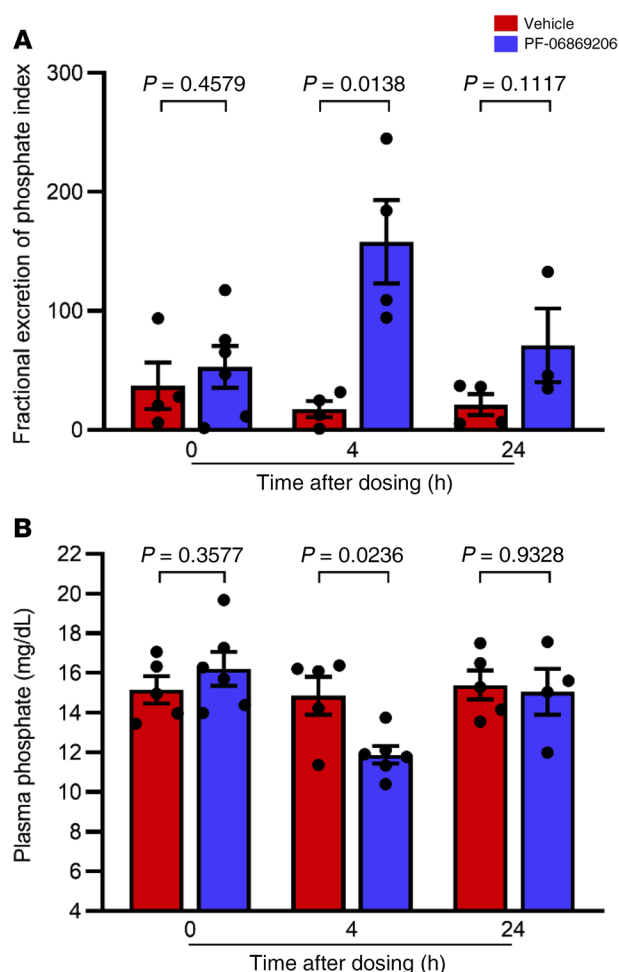 Vehicle
PF-06869206
A
Fractional excretion of phosphate index
300
200
100
0
P = 0.4579
P = 0.0138
P = 0.1117
0
4
24
Time after dosing (h)
B
Plasma phosphate (mg/dL)
22
20
18
16
14
12
10
8
6
4
P = 0.3577
P = 0.0236
P = 0.9328
0
4
24
Time after dosing (h)